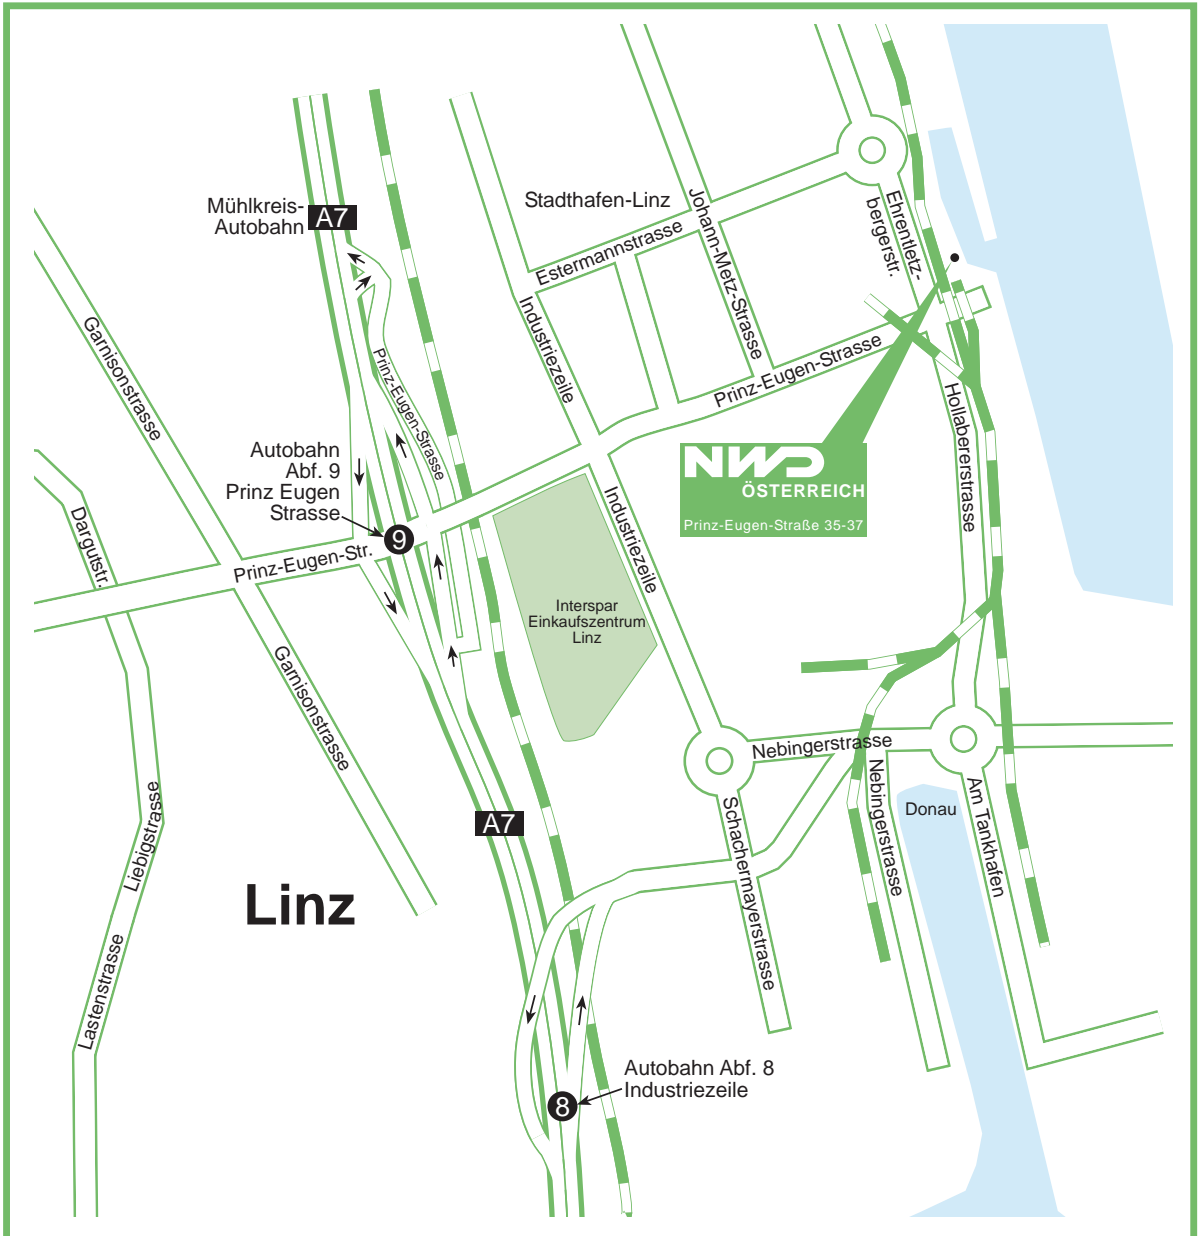 Stadthafen-Linz
Mühlkreis-
Autobahn
A7
Johann-Metz-Strasse
Ehrentletz-
bergerstr.
Estermannstrasse
Industriezeile
Garnisonstrasse
Prinz-Eugen-Strasse
Prinz-Eugen-Strasse
Hollabererstrasse
Autobahn
Abf. 9
Prinz Eugen
Strasse
9
NWD
ÖSTERREICH
Prinz-Eugen-Straße 35-37
Dargutstr.
Prinz-Eugen-Str.
Industriezeile
Interspar
Einkaufszentrum
Linz
Garnisonstrasse
Nebingerstrasse
Nebingerstrasse
Donau
Am Tankhafen
A7
Schachermayerstrasse
Liebigstrasse
Linz
Lastenstrasse
Autobahn Abf. 8
Industriezeile
8